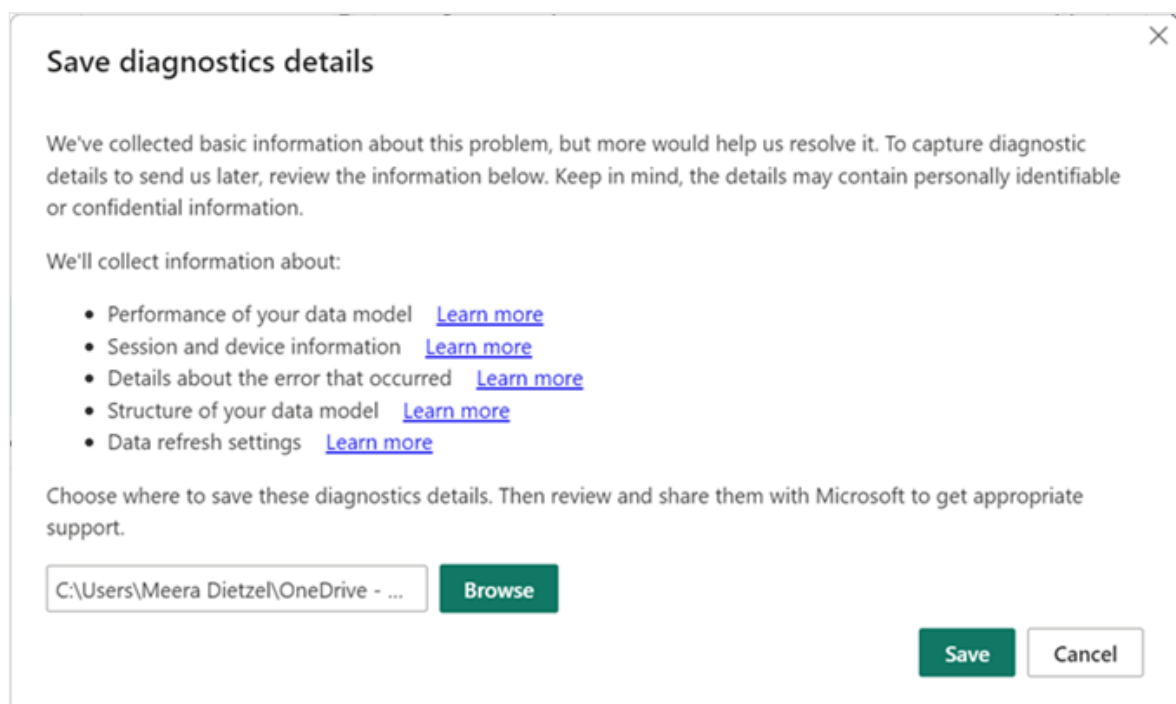 Save diagnostics details
We've collected basic information about this problem, but more would help us resolve it. To capture diagnostic
details to send us later, review the information below. Keep in mind, the details may contain personally identifiable
or confidential information.
We'll collect information about:
• Performance of your data model Learn more
• Session and device information Learn more
• Details about the error that occurred Learn more
• Structure of your data model Learn more
• Data refresh settings Learn more
Choose where to save these diagnostics details. Then review and share them with Microsoft to get appropriate
support.
C:\Users\Meera Dietzel\OneDrive - ... Browse
Save Cancel